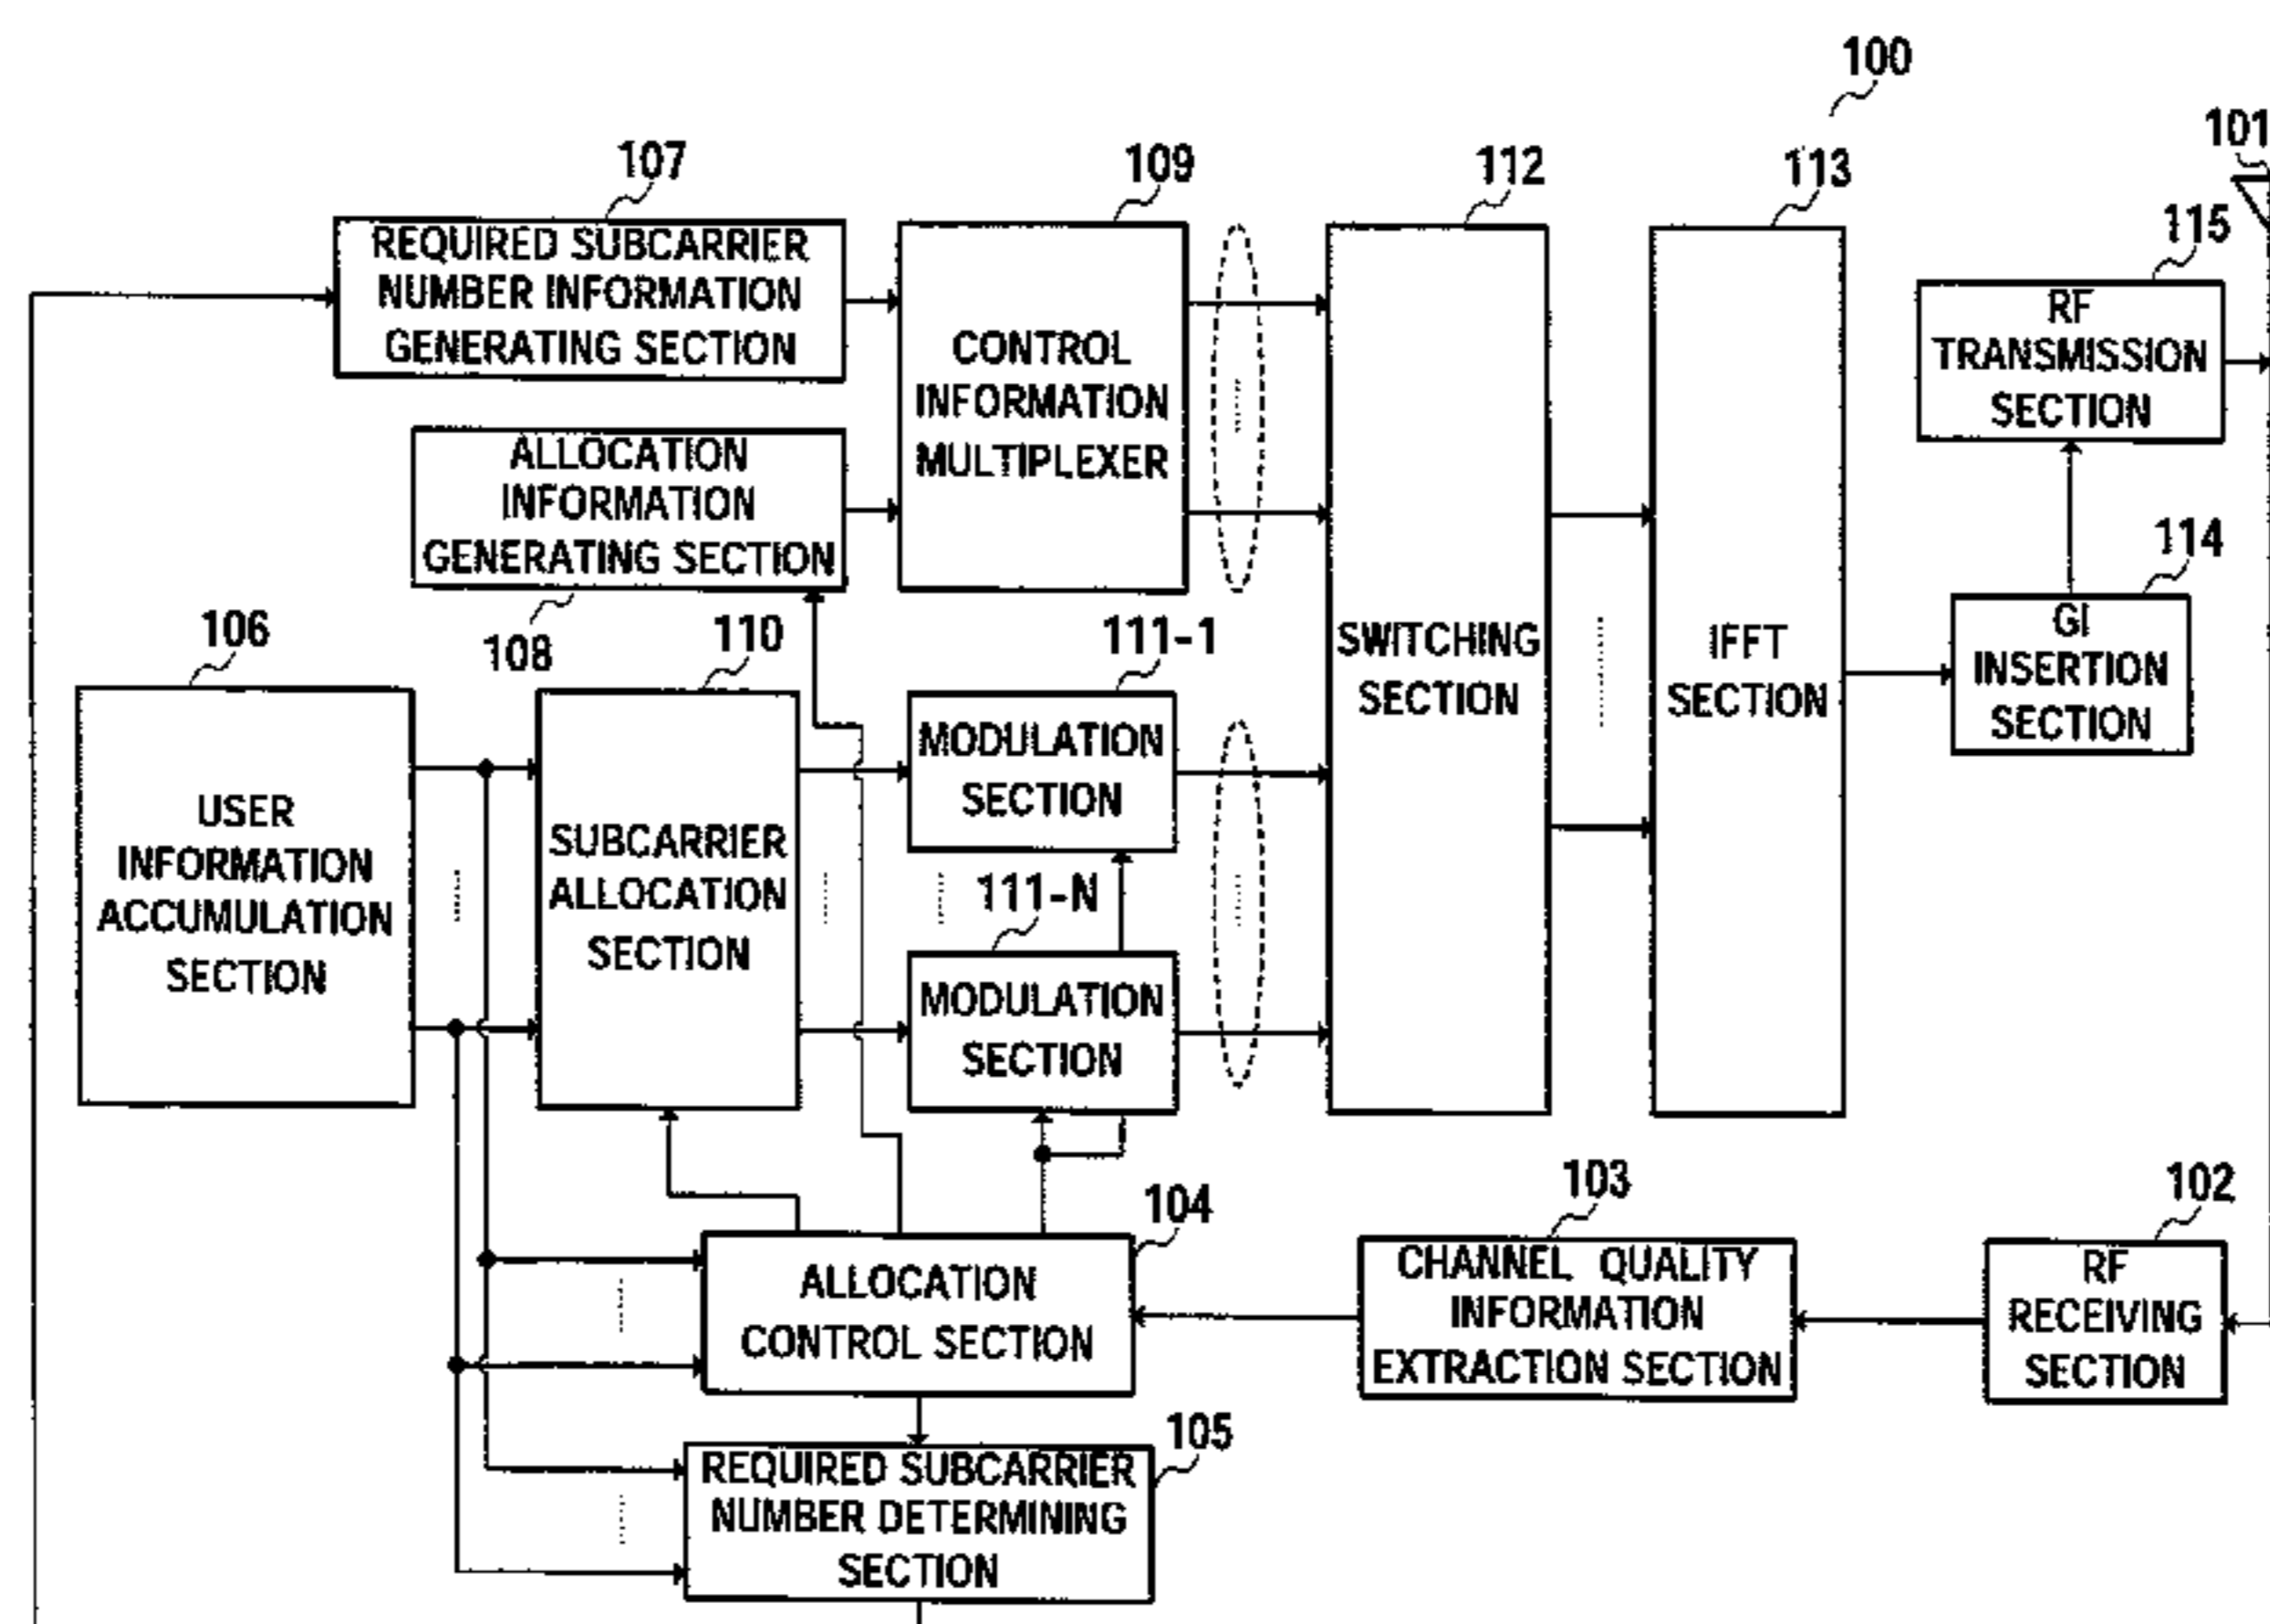 100
101
107
109
112
113
115
REQUIRED SUBCARRIER
NUMBER INFORMATION
GENERATING SECTION
CONTROL
INFORMATION
MULTIPLEXER
RF
TRANSMISSION
SECTION
ALLOCATION
INFORMATION
GENERATING SECTION
108
106
110
111-1
114
USER
INFORMATION
ACCUMULATION
SECTION
SUBCARRIER
ALLOCATION
SECTION
MODULATION
SECTION
111-N
MODULATION
SECTION
SWITCHING
SECTION
IFFT
SECTION
GI
INSERTION
SECTION
104
103
102
ALLOCATION
CONTROL SECTION
CHANNEL QUALITY
INFORMATION
EXTRACTION SECTION
RF
RECEIVING
SECTION
105
REQUIRED SUBCARRIER
NUMBER DETERMINING
SECTION